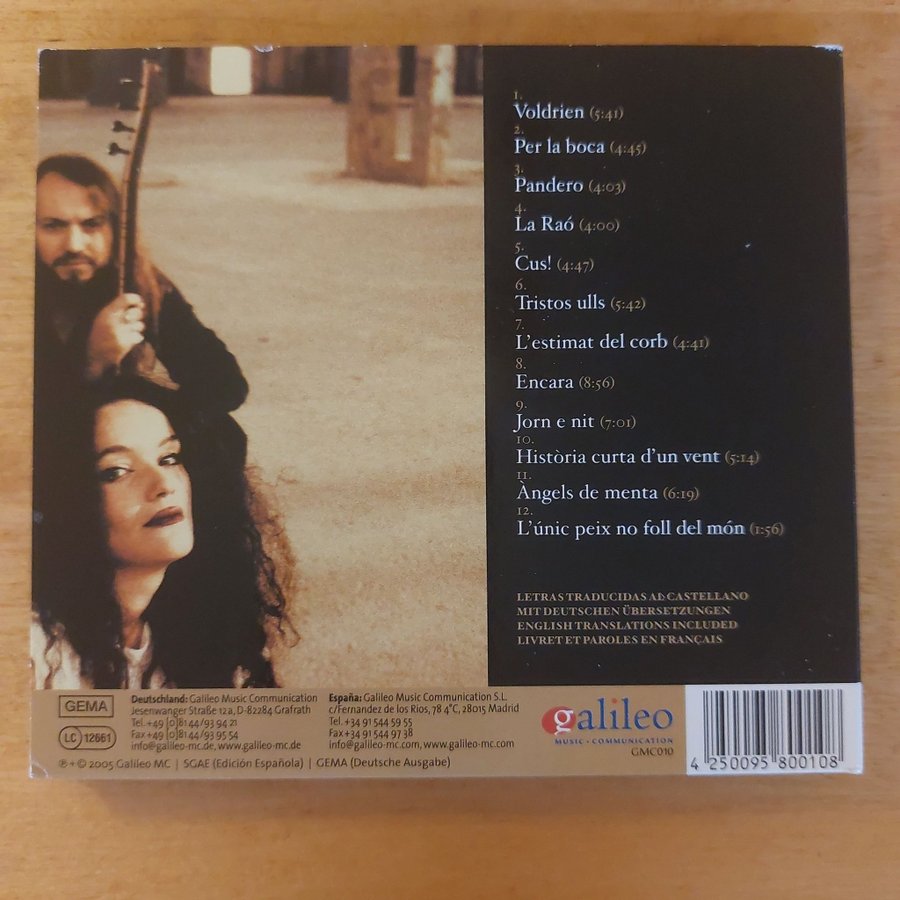 1.
Voldrien (5:41)
2.
Per la boca (4:45)
3.
Pandero (4:03)
4.
La Raó (4:00)
5.
Cus! (4:47)
6.
Tristos ulls (5:42)
7.
L'estimat del corb (4:41)
8.
Encara (8:56)
9.
Jorn e nit (7:01)
10.
Història curta d'un vent (5:14)
11.
Àngels de menta (6:19)
12.
L'únic peix no foll del món (1:56)
LETRAS TRADUCIDAS AL CASTELLANO
MIT DEUTSCHEN ÜBERSETZUNGEN
ENGLISH TRANSLATIONS INCLUDED
LIVRET ET PAROLES EN FRANÇAIS
GEMA
LC 12661
Deutschland: Galileo Music Communication
Jesenwanger Straße 12a, D-82284 Grafrath
Tel. +49 [0]8144/93 94 21
Fax +49 [0]8144/93 95 54
info@galileo-mc.de, www.galileo-mc.de
España: Galileo Music Communication S.L.
c/Fernandez de los Rios, 78 4°C, 28015 Madrid
Tel. +34 91 544 59 55
Fax +34 91 544 97 38
info@galileo-mc.com, www.galileo-mc.com
℗+© 2005 Galileo MC | SGAE (Edición Española) | GEMA (Deutsche Ausgabe)
galileo
MUSIC · COMMUNICATION
GMC010
4 250095 800108